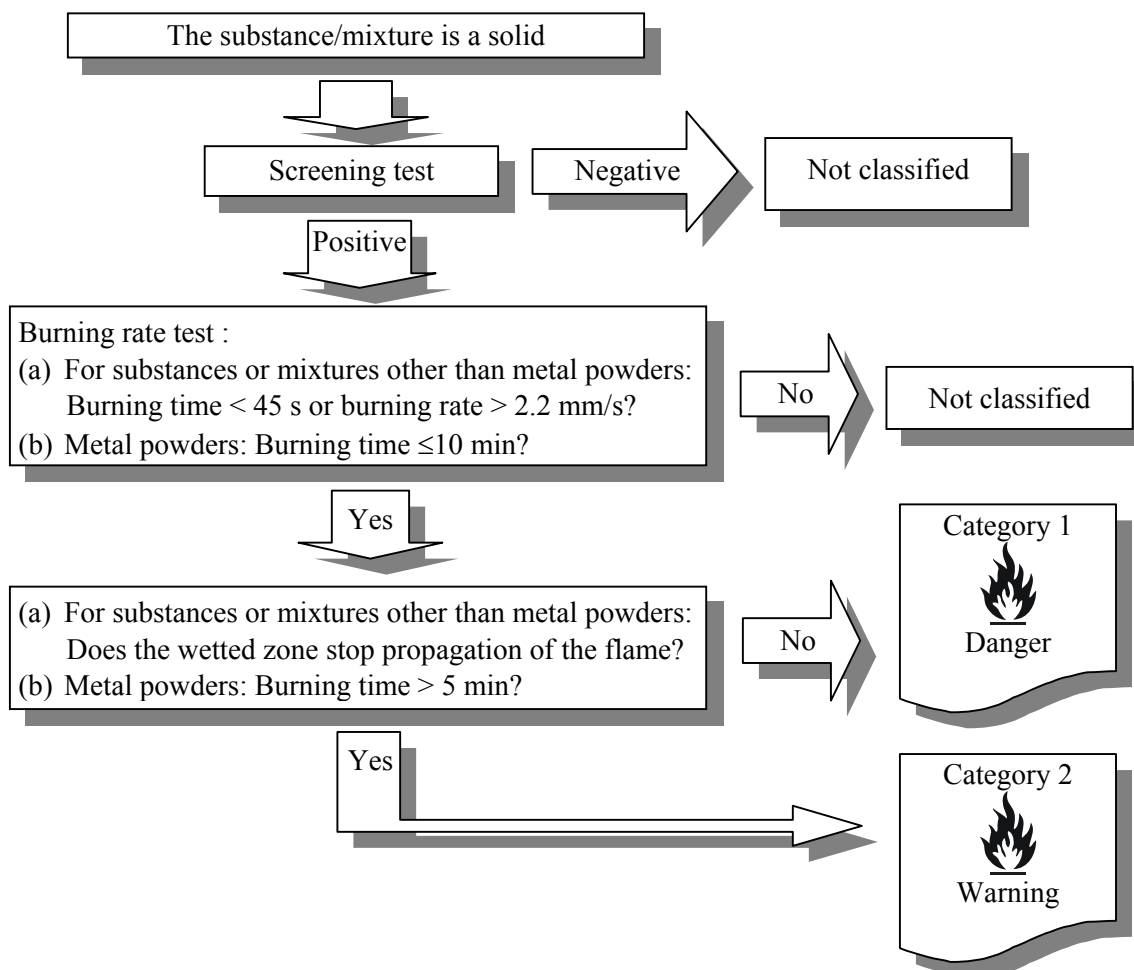 The substance/mixture is a solid
Screening test
Negative
Not classified
Positive
Burning rate test :
(a) For substances or mixtures other than metal powders:
Burning time < 45 s or burning rate > 2.2 mm/s?
(b) Metal powders: Burning time ≤10 min?
No
Not classified
Yes
(a) For substances or mixtures other than metal powders:
Does the wetted zone stop propagation of the flame?
(b) Metal powders: Burning time > 5 min?
No
Category 1
Danger
Yes
Category 2
Warning